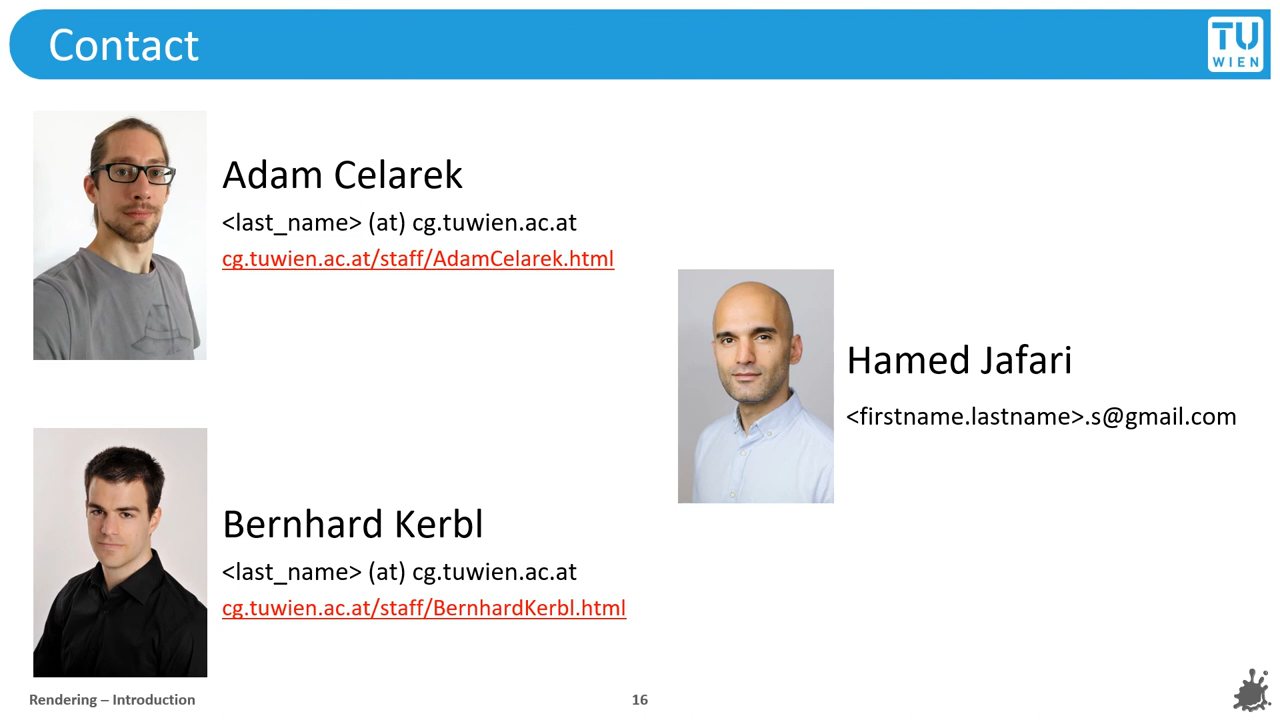 Contact
TU
WIEN
Adam Celarek
<last_name> (at) cg.tuwien.ac.at
cg.tuwien.ac.at/staff/AdamCelarek.html
Hamed Jafari
<firstname.lastname>.s@gmail.com
Bernhard Kerbl
<last_name> (at) cg.tuwien.ac.at
cg.tuwien.ac.at/staff/BernhardKerbl.html
Rendering – Introduction
16